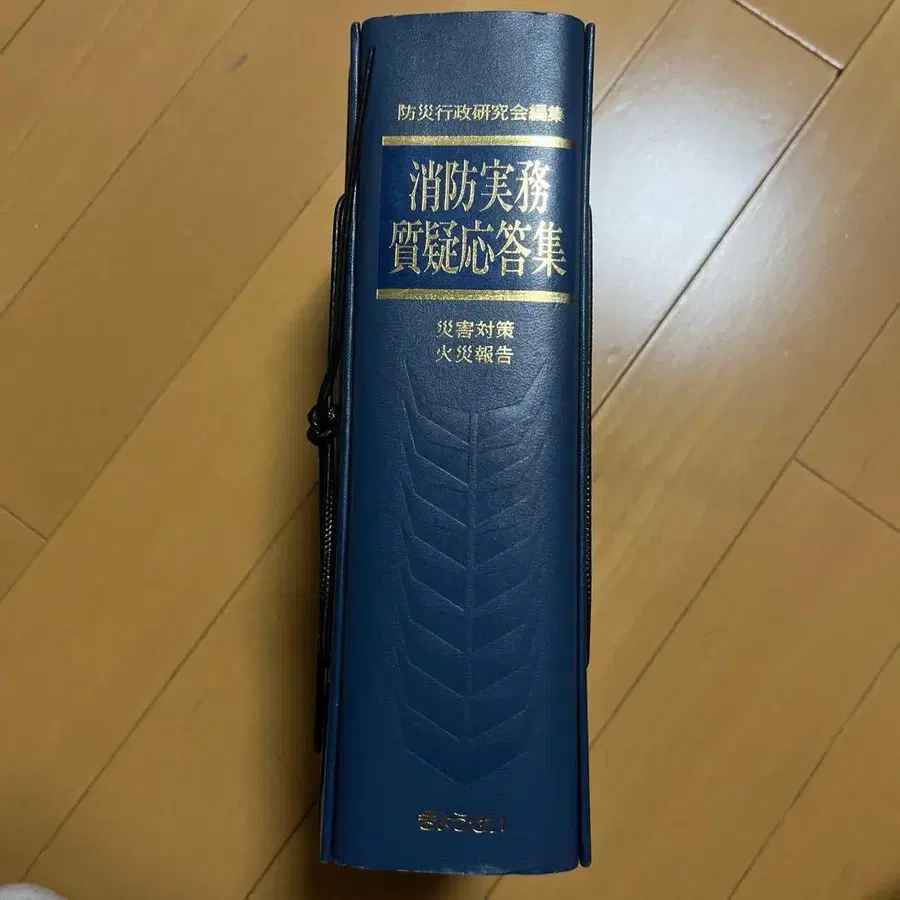 防災行政研究会編集
消防実務
質疑応答集
災害対策
火災報告
ぎょうせい